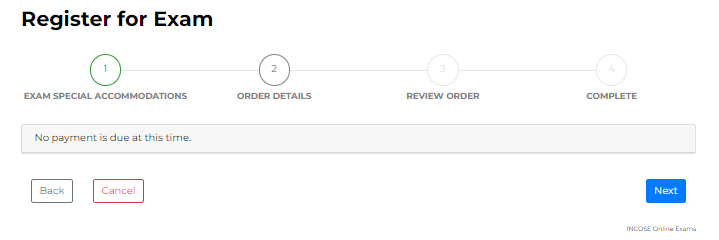 Register for Exam
1 2 3 4
EXAM SPECIAL ACCOMMODATIONS ORDER DETAILS REVIEW ORDER COMPLETE
No payment is due at this time.
Back Cancel Next
INCOSE Online Exams